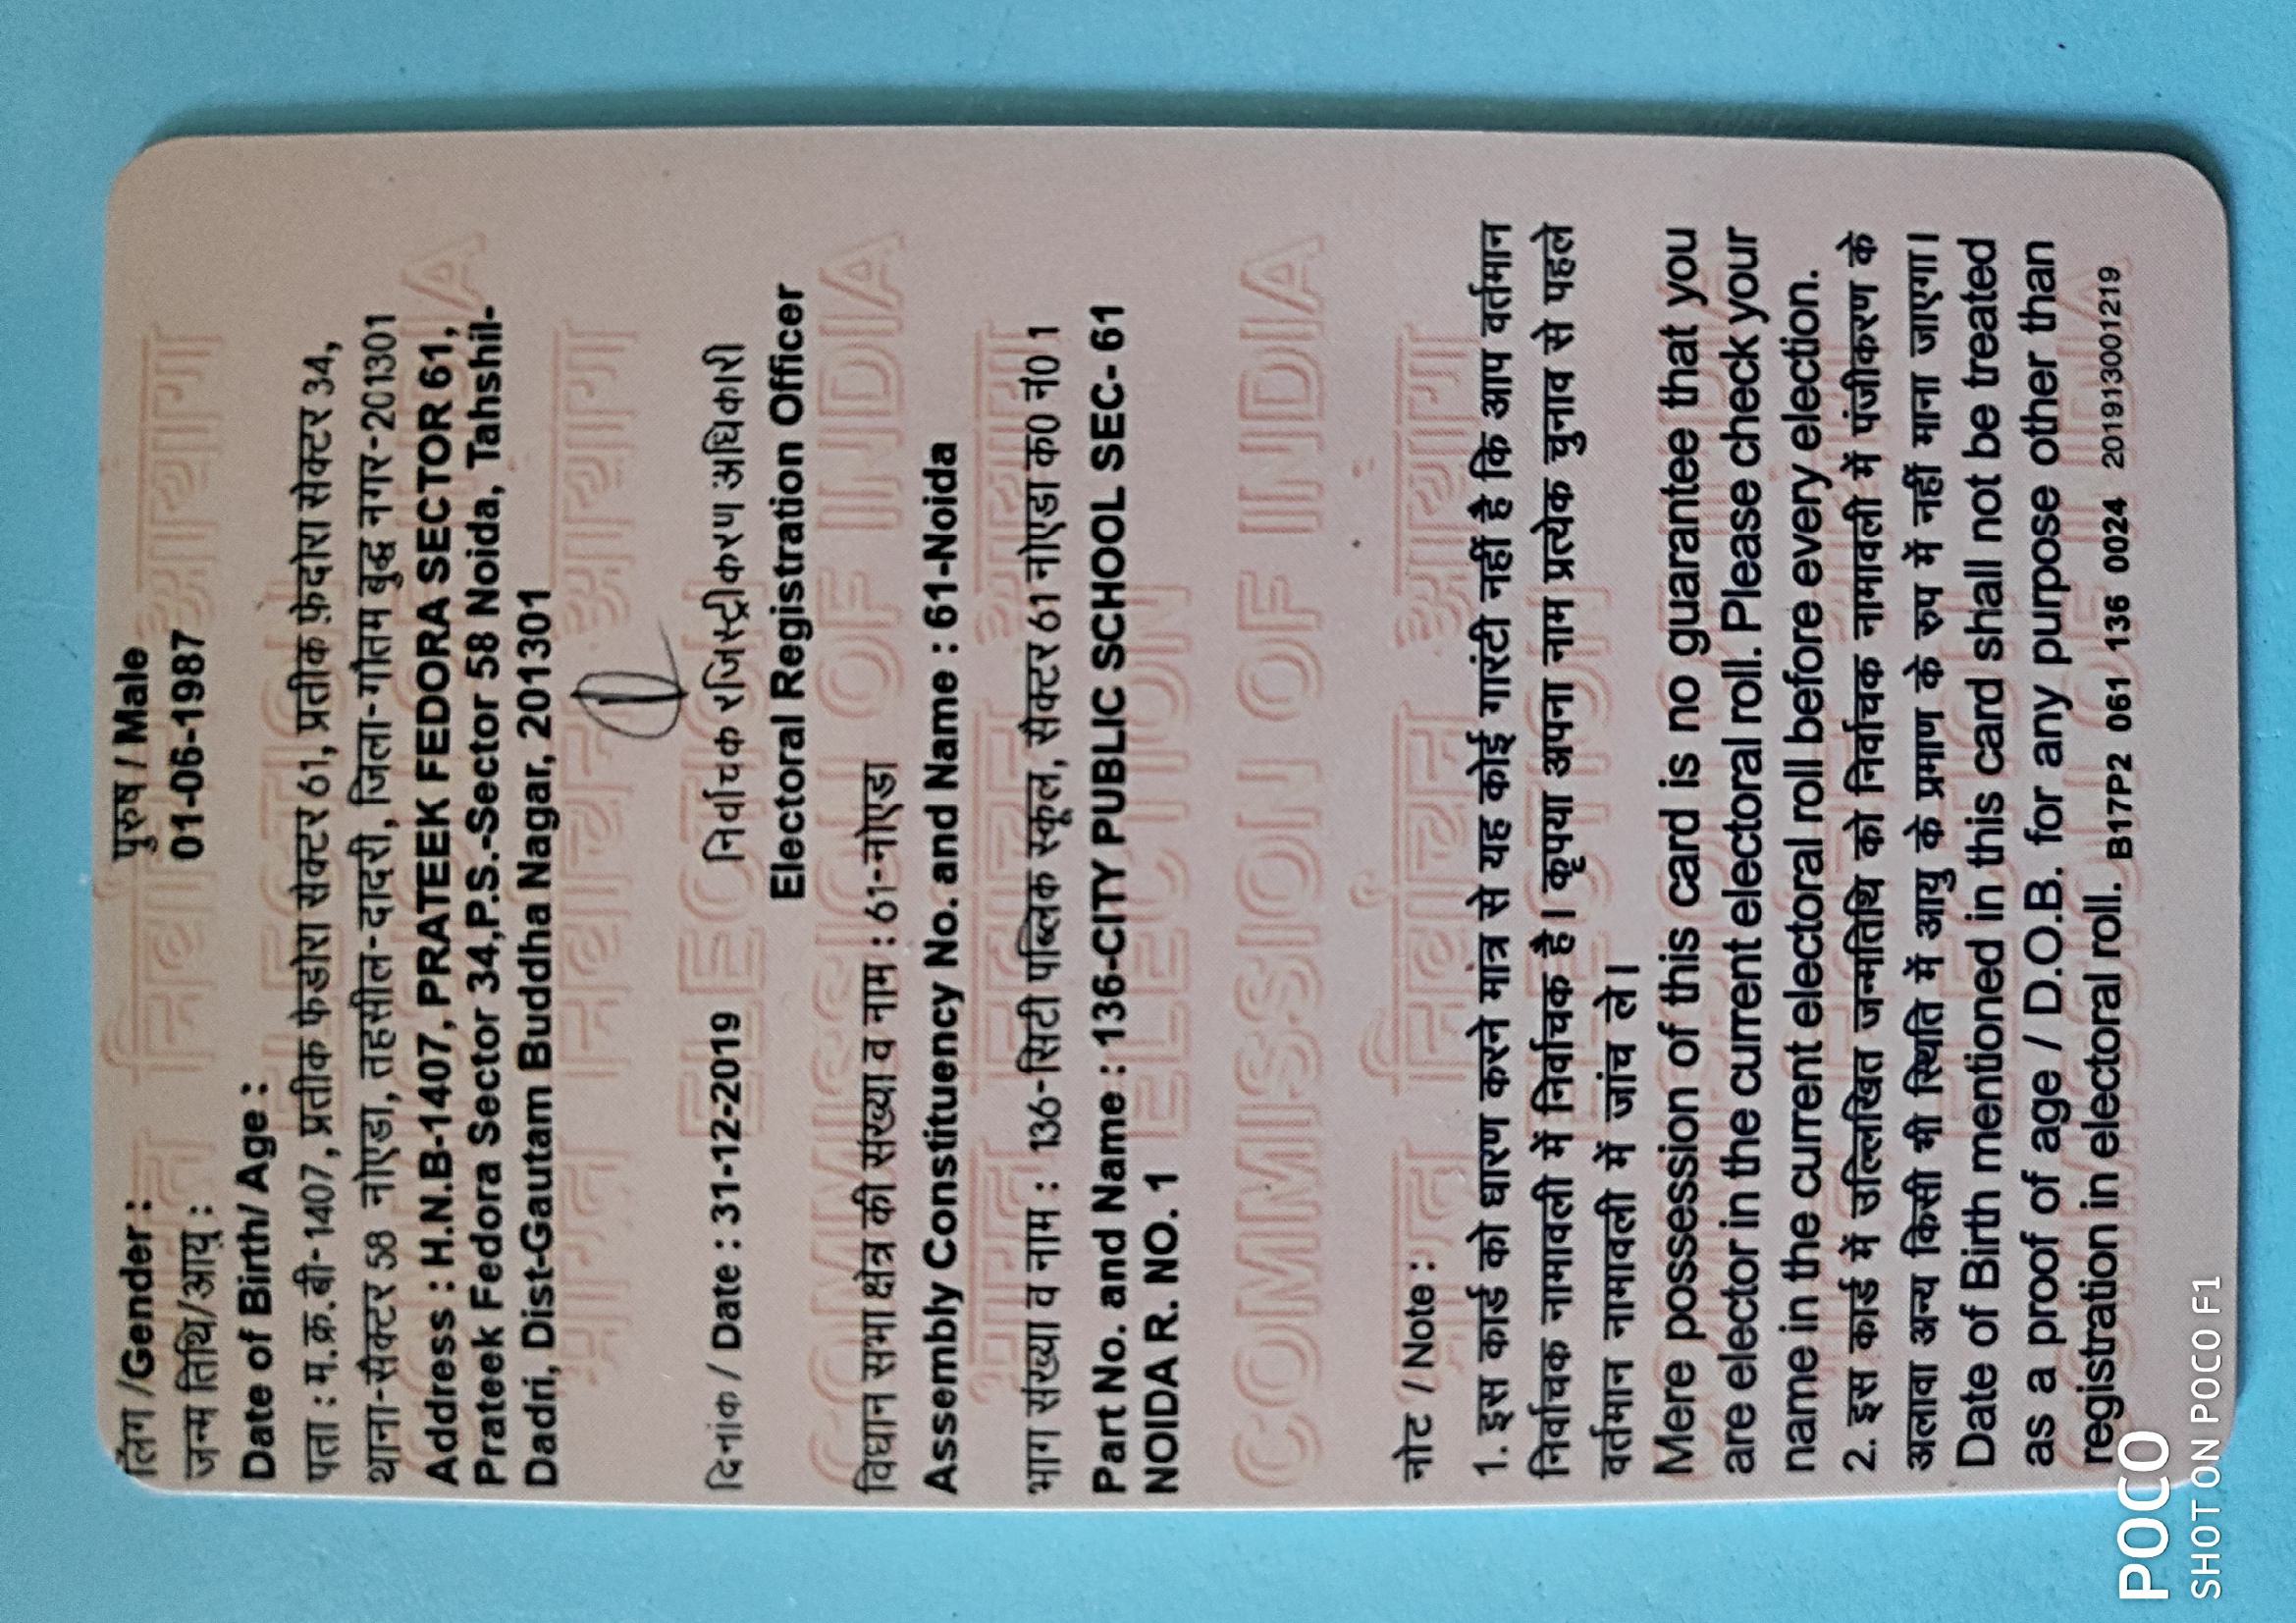 लिंग /Gender : पुरुष / Male
जन्म तिथि/आयु : 01-06-1987
Date of Birth/ Age :
पता : म.क्र.बी-1407, प्रतीक फेडोरा सेक्टर 61, प्रतीक फ़ेदोरा सेक्टर 34,
थाना-सैक्टर 58 नोएडा, तहसील-दादरी, जिला-गौतम बुद्ध नगर-201301
Address : H.N.B-1407, PRATEEK FEDORA SECTOR 61,
Prateek Fedora Sector 34,P.S.-Sector 58 Noida, Tahshil-
Dadri, Dist-Gautam Buddha Nagar, 201301
दिनांक / Date : 31-12-2019 निर्वाचक रजिस्ट्रीकरण अधिकारी
Electoral Registration Officer
विधान सभा क्षेत्र की संख्या व नाम : 61-नोएडा
Assembly Constituency No. and Name : 61-Noida
भाग संख्या व नाम : 136-सिटी पब्लिक स्कूल, सैक्टर 61 नोएडा क0 नं0 1
Part No. and Name : 136-CITY PUBLIC SCHOOL SEC- 61
NOIDA R. NO. 1
नोट / Note :
1. इस कार्ड को धारण करने मात्र से यह कोई गारंटी नहीं है कि आप वर्तमान
निर्वाचक नामावली में निर्वाचक है। कृपया अपना नाम प्रत्येक चुनाव से पहले
वर्तमान नामावली में जांच ले।
Mere possession of this card is no guarantee that you
are elector in the current electoral roll. Please check your
name in the current electoral roll before every election.
2. इस कार्ड में उल्लिखित जन्मतिथि को निर्वाचक नामावली में पंजीकरण के
अलावा अन्य किसी भी स्थिति में आयु के प्रमाण के रुप में नहीं माना जाएगा।
Date of Birth mentioned in this card shall not be treated
as a proof of age / D.O.B. for any purpose other than
registration in electoral roll. B17P2 061 136 0024 201913001219
POCO
SHOT ON POCO F1